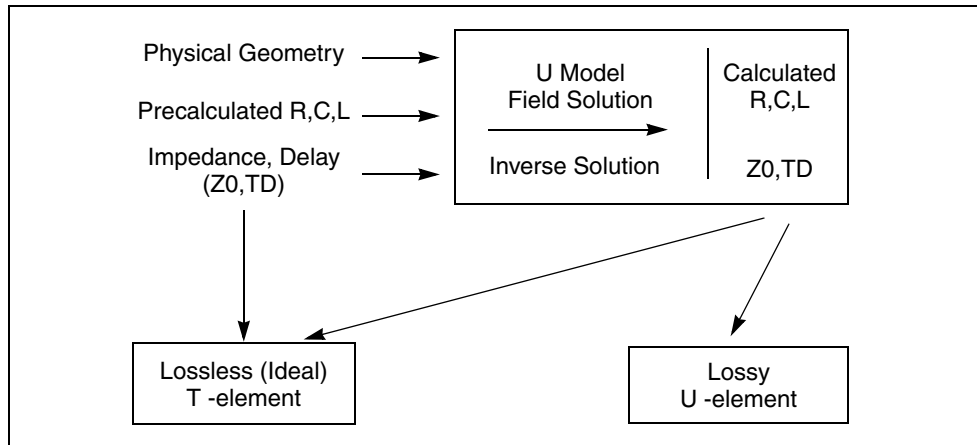 Physical Geometry
Precalculated R,C,L
Impedance, Delay
(Z0,TD)
U Model
Field Solution
Inverse Solution
Calculated
R,C,L
Z0,TD
Lossless (Ideal)
T -element
Lossy
U -element